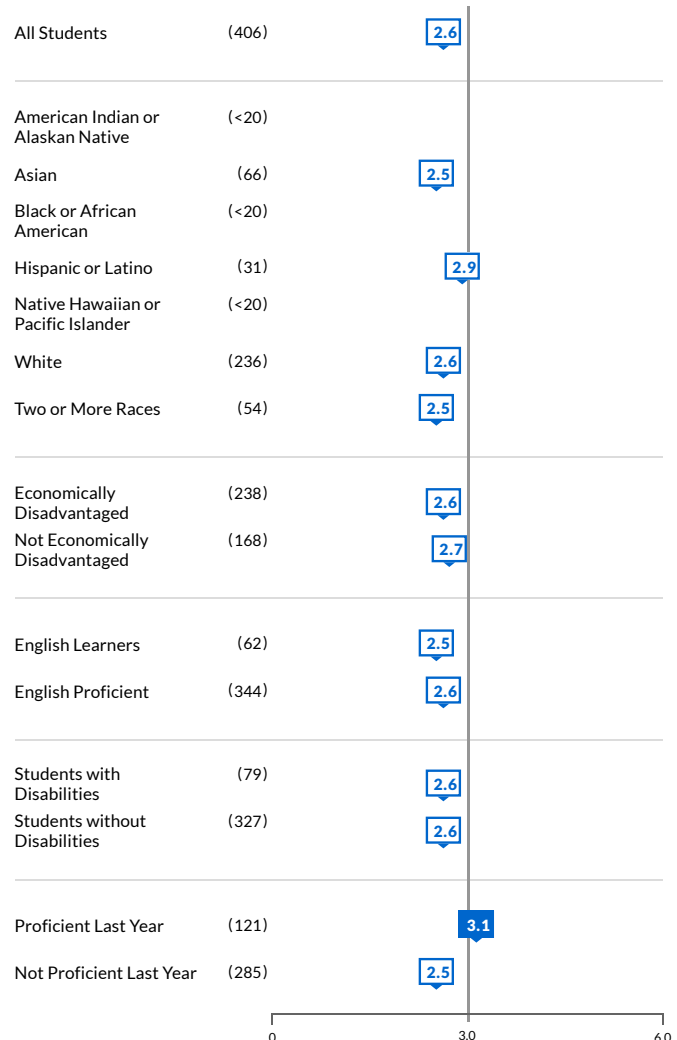 All Students (406) 2.6
American Indian or (<20)
Alaskan Native
Asian (66) 2.5
Black or African (<20)
American
Hispanic or Latino (31) 2.9
Native Hawaiian or (<20)
Pacific Islander
White (236) 2.6
Two or More Races (54) 2.5
Economically (238) 2.6
Disadvantaged
Not Economically (168) 2.7
Disadvantaged
English Learners (62) 2.5
English Proficient (344) 2.6
Students with (79) 2.6
Disabilities
Students without (327) 2.6
Disabilities
Proficient Last Year (121) 3.1
Not Proficient Last Year (285) 2.5
0 3.0 6.0